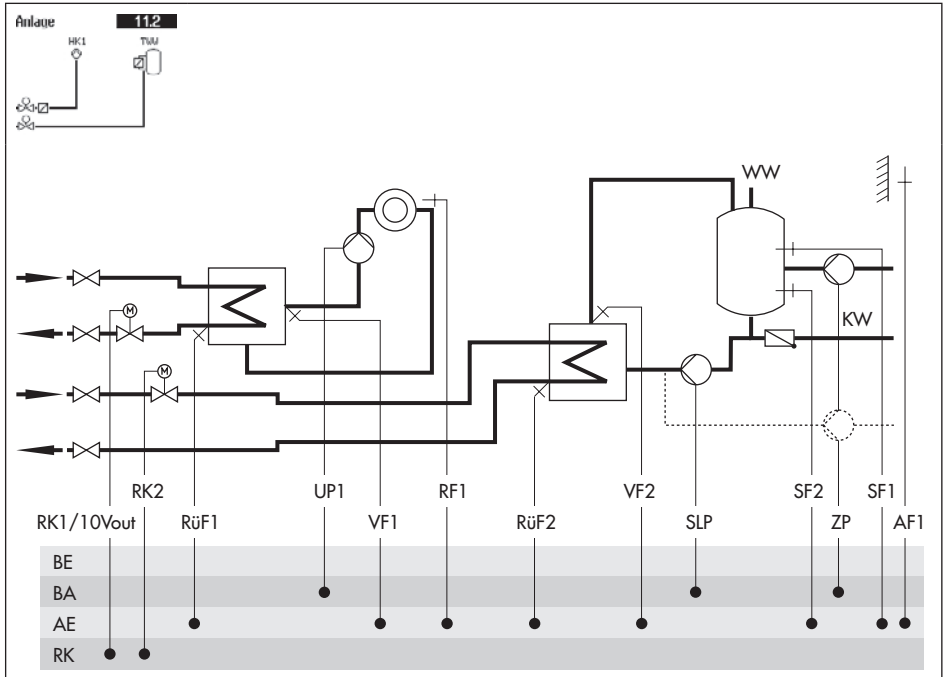 Anlage 11.2
HK1 TWW
WW
M
KW
M
RK2 UP1 RF1 VF2 SF2 SF1
RK1/10Vout RüF1 VF1 RüF2 SLP ZP AF1
BE
BA
AE
RK